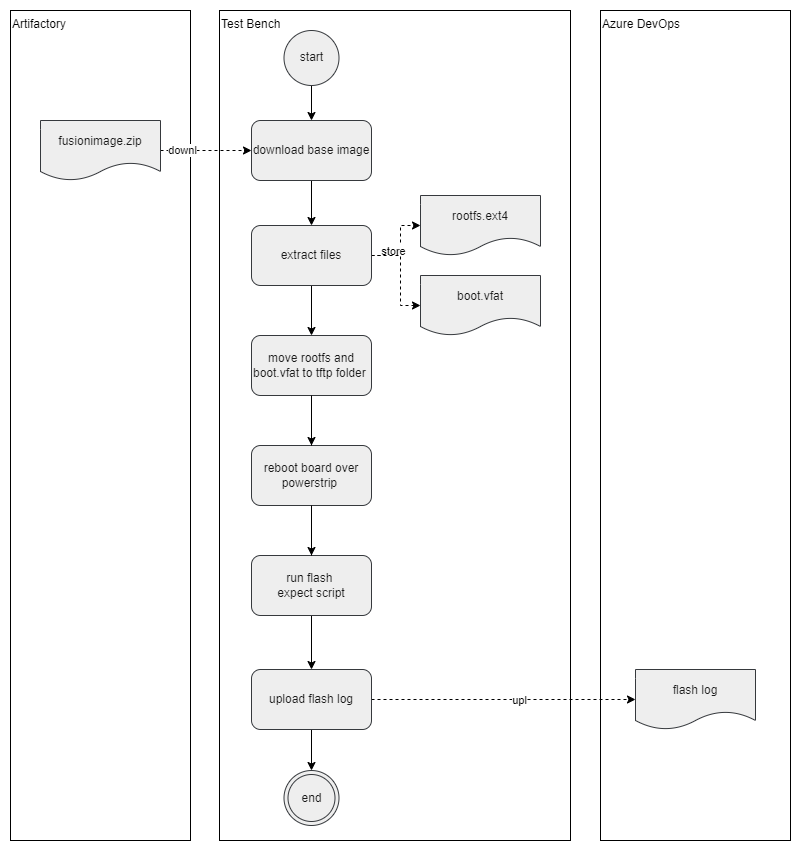 Artifactory
Test Bench
Azure DevOps
start
fusionimage.zip
downl
download base image
rootfs.ext4
extract files
store
boot.vfat
move rootfs and
boot.vfat to tftp folder
reboot board over
powerstrip
run flash
expect script
upload flash log
upl
flash log
end